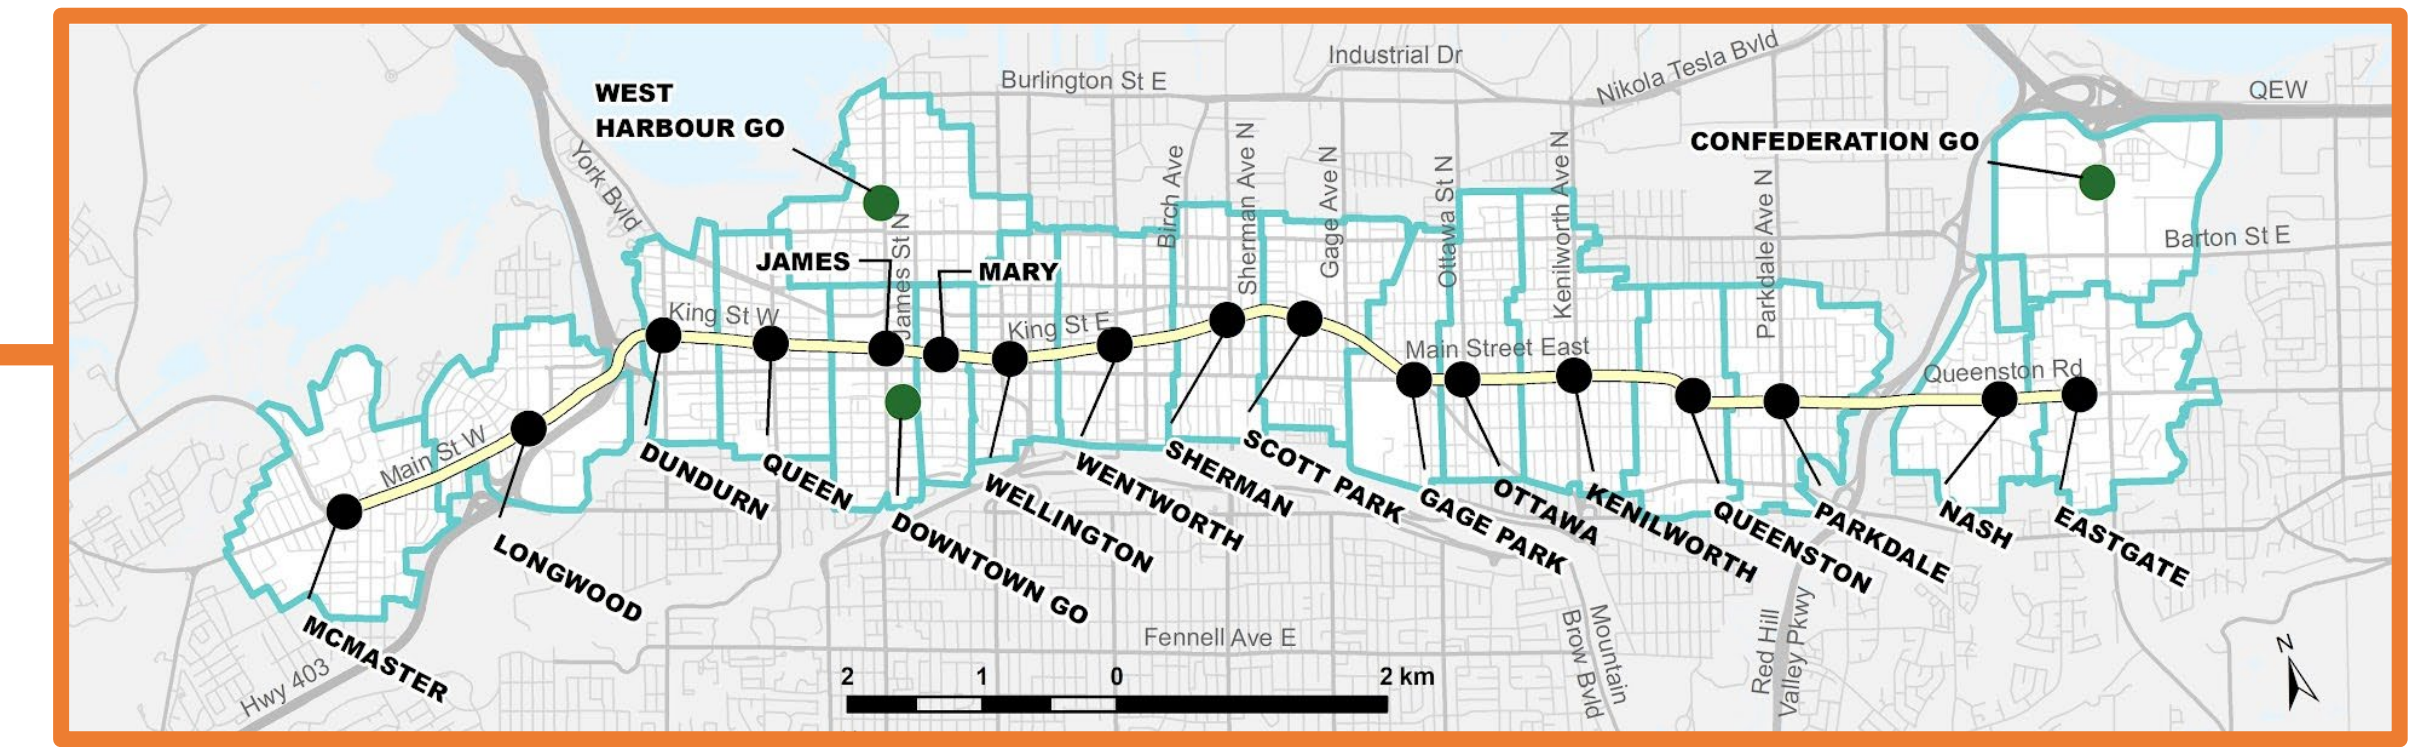 Industrial Dr
Nikola Tesla Bvld
Burlington St E
QEW
WEST
HARBOUR GO
CONFEDERATION GO
York Bvld
Birch Ave
Sherman Ave N
Gage Ave N
Ottawa St N
Kenilworth Ave N
Parkdale Ave N
Barton St E
JAMES
James St N
MARY
King St W
King St E
Main Street East
Queenston Rd
Main St W
DUNDURN
QUEEN
DOWNTOWN GO
WELLINGTON
WENTWORTH
SHERMAN
SCOTT PARK
GAGE PARK
OTTAWA
KENILWORTH
QUEENSTON
PARKDALE
NASH
EASTGATE
LONGWOOD
MCMASTER
Hwy 403
Fennell Ave E
Mountain
Brow Bvld
Red Hill
Valley Pkwy
N
2 1 0 2 km